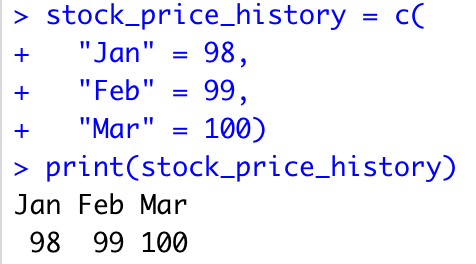 > stock_price_history = c(
+   "Jan" = 98,
+   "Feb" = 99,
+   "Mar" = 100)
> print(stock_price_history)
Jan Feb Mar
 98  99 100